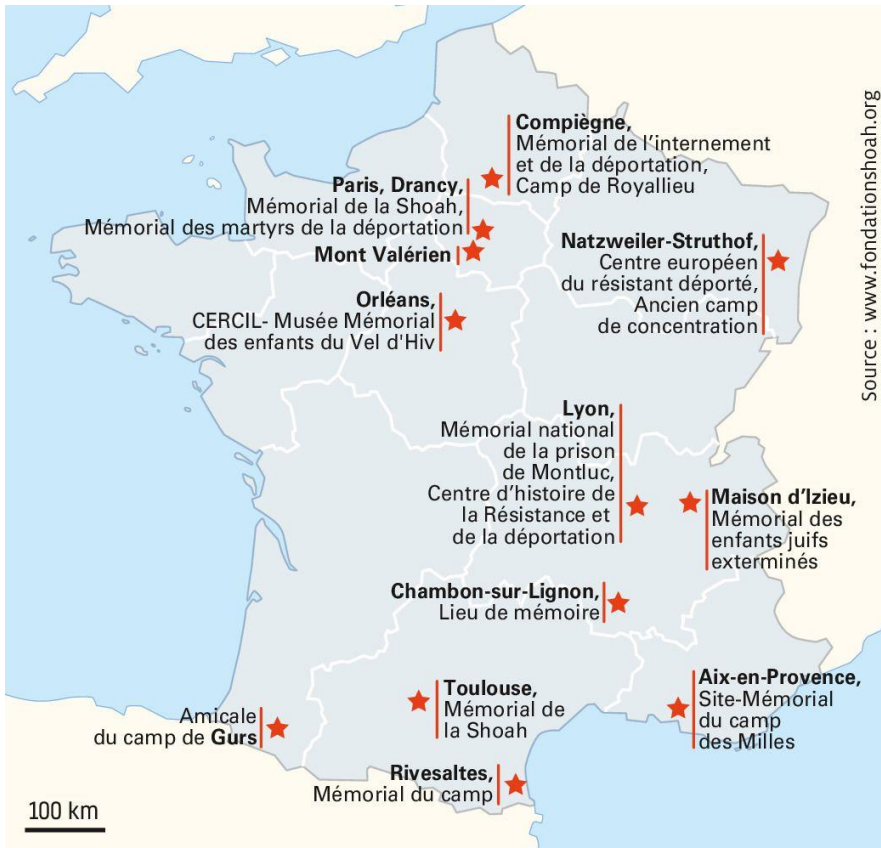 Compiègne,
Mémorial de l'internement
et de la déportation,
Camp de Royallieu
Paris, Drancy,
Mémorial de la Shoah,
Mémorial des martyrs de la déportation
Mont Valérien
Natzweiler-Struthof,
Centre européen
du résistant déporté,
Ancien camp
de concentration
Orléans,
CERCIL- Musée Mémorial
des enfants du Vel d'Hiv
Lyon,
Mémorial national
de la prison
de Montluc,
Centre d'histoire de
la Résistance et
de la déportation
Maison d'Izieu,
Mémorial des
enfants juifs
exterminés
Chambon-sur-Lignon,
Lieu de mémoire
Aix-en-Provence,
Site-Mémorial
du camp
des Milles
Toulouse,
Mémorial de
la Shoah
Amicale
du camp de Gurs
Rivesaltes,
Mémorial du camp
100 km
Source : www.fondationshoah.org